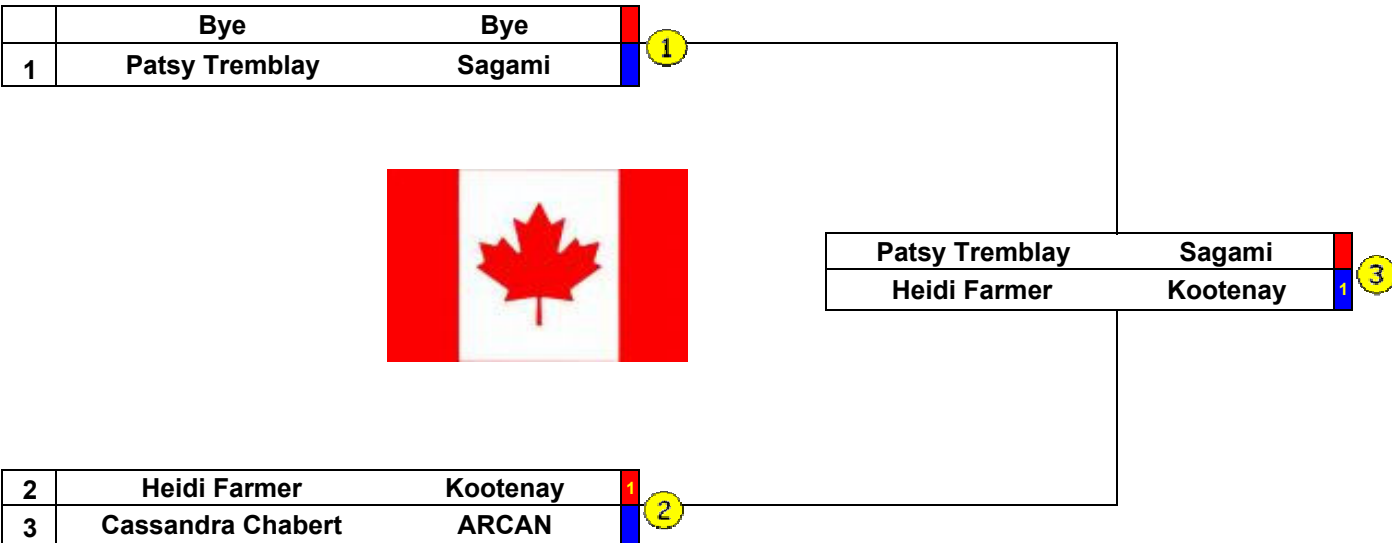 Bye Bye
1
1 Patsy Tremblay Sagami
Patsy Tremblay Sagami
3
Heidi Farmer Kootenay 1
2 Heidi Farmer Kootenay 1
2
3 Cassandra Chabert ARCAN